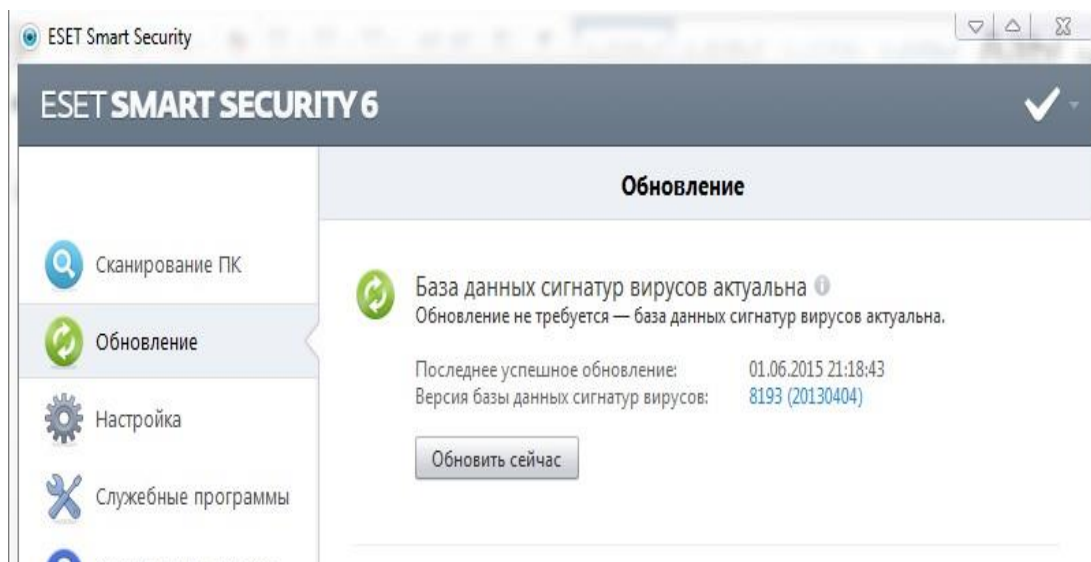 ESET Smart Security
ESET SMART SECURITY 6
Обновление
Сканирование ПК
Обновление
Настройка
Служебные программы
База данных сигнатур вирусов актуальна
Обновление не требуется — база данных сигнатур вирусов актуальна.
Последнее успешное обновление: 01.06.2015 21:18:43
Версия базы данных сигнатур вирусов: 8193 (20130404)
Обновить сейчас